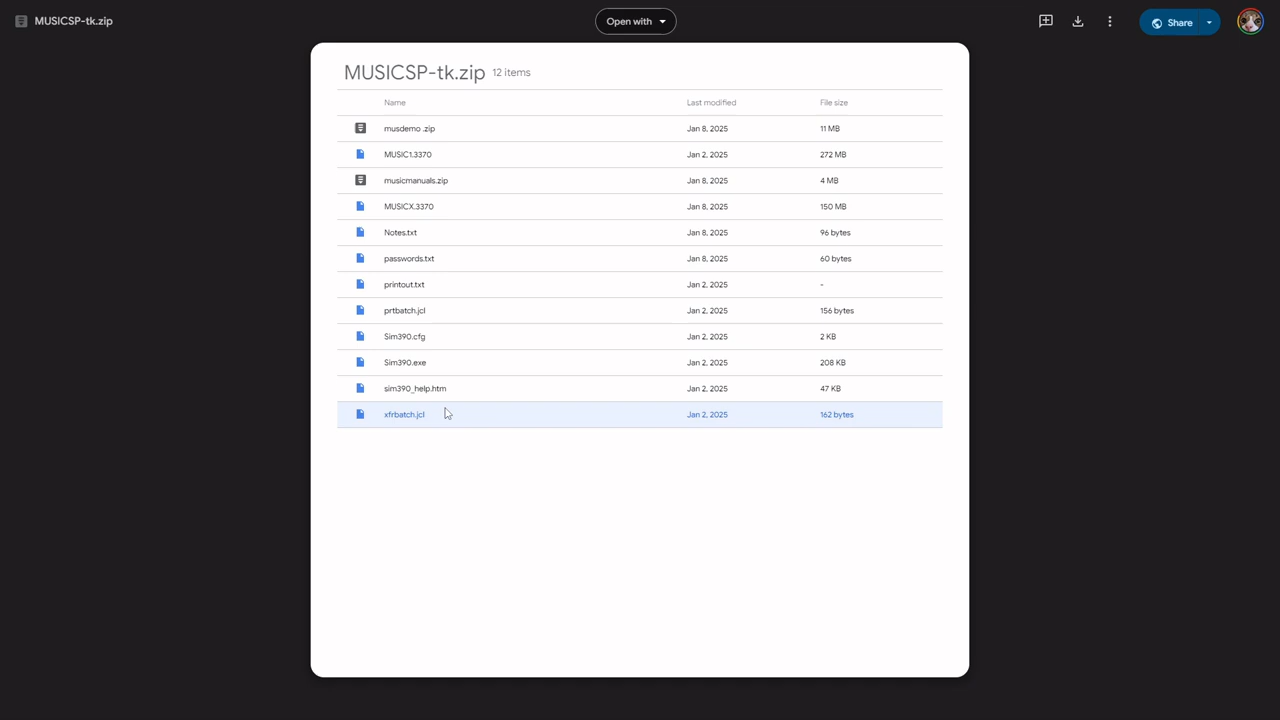 MUSICSP-tk.zip
Open with
Share
MUSICSP-tk.zip 12 items
Name Last modified File size
musdemo .zip Jan 8, 2025 11 MB
MUSIC1.3370 Jan 2, 2025 272 MB
musicmanuals.zip Jan 8, 2025 4 MB
MUSICX.3370 Jan 8, 2025 150 MB
Notes.txt Jan 8, 2025 96 bytes
passwords.txt Jan 8, 2025 60 bytes
printout.txt Jan 2, 2025 -
prtbatch.jcl Jan 2, 2025 156 bytes
Sim390.cfg Jan 2, 2025 2 KB
Sim390.exe Jan 2, 2025 208 KB
sim390_help.htm Jan 2, 2025 47 KB
xfrbatch.jcl Jan 2, 2025 162 bytes